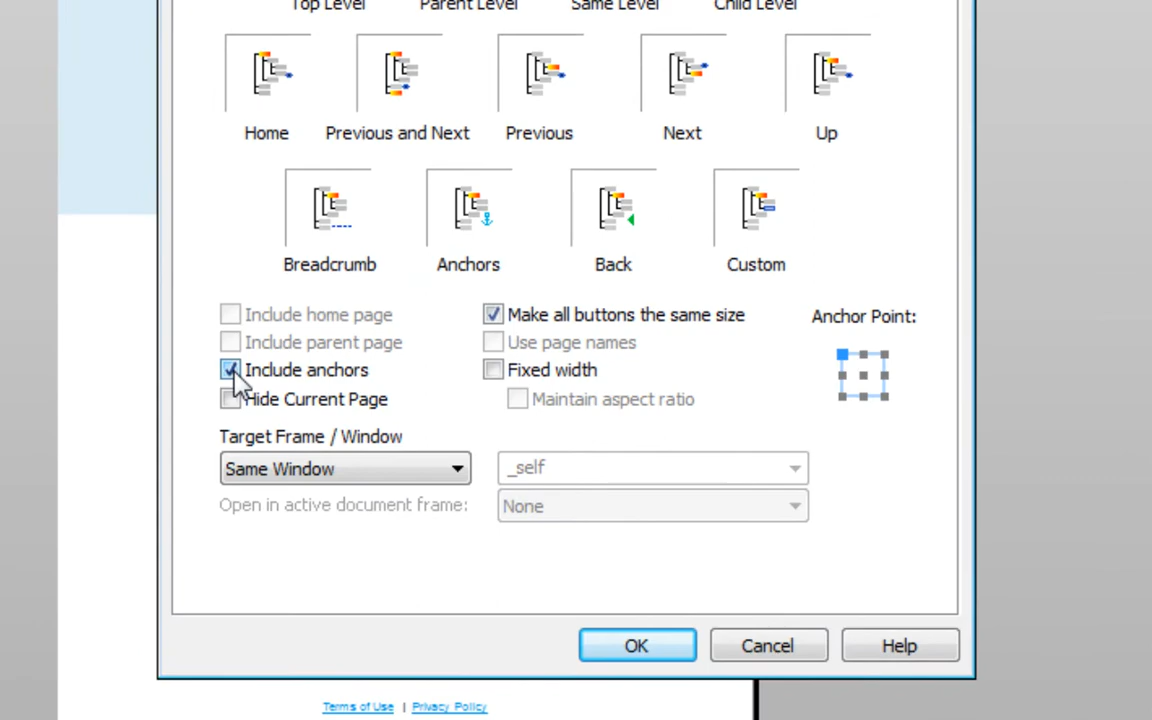 Top Level Parent Level Same Level Child Level
Home Previous and Next Previous Next Up
Breadcrumb Anchors Back Custom
Include home page Make all buttons the same size Anchor Point:
Include parent page Use page names
Include anchors Fixed width
Hide Current Page Maintain aspect ratio
Target Frame / Window
Same Window _self
Open in active document frame: None
OK Cancel Help
Terms of Use | Privacy Policy